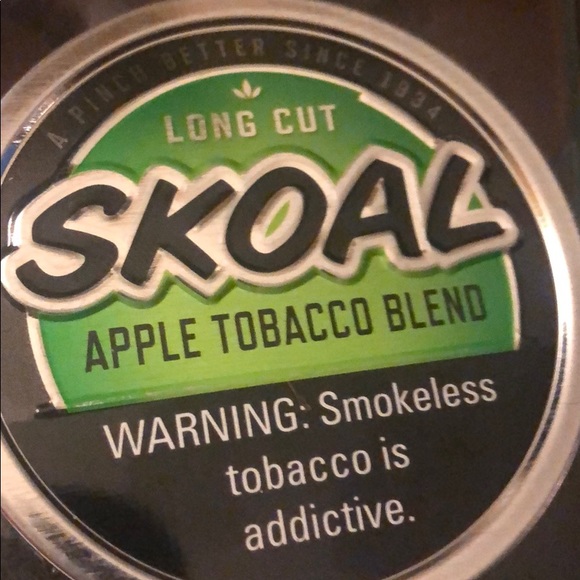 A PINCH BETTER SINCE 1934
LONG CUT
SKOAL
APPLE TOBACCO BLEND
WARNING: Smokeless
tobacco is
addictive.